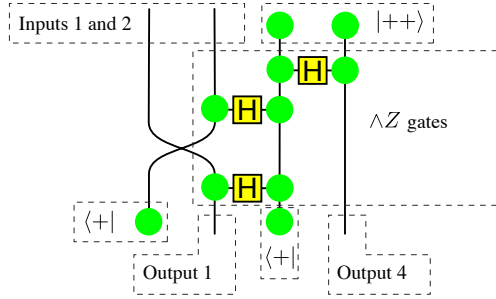 Inputs 1 and 2
|++⟩
H
H
∧Z gates
H
⟨+|
⟨+|
Output 1
Output 4